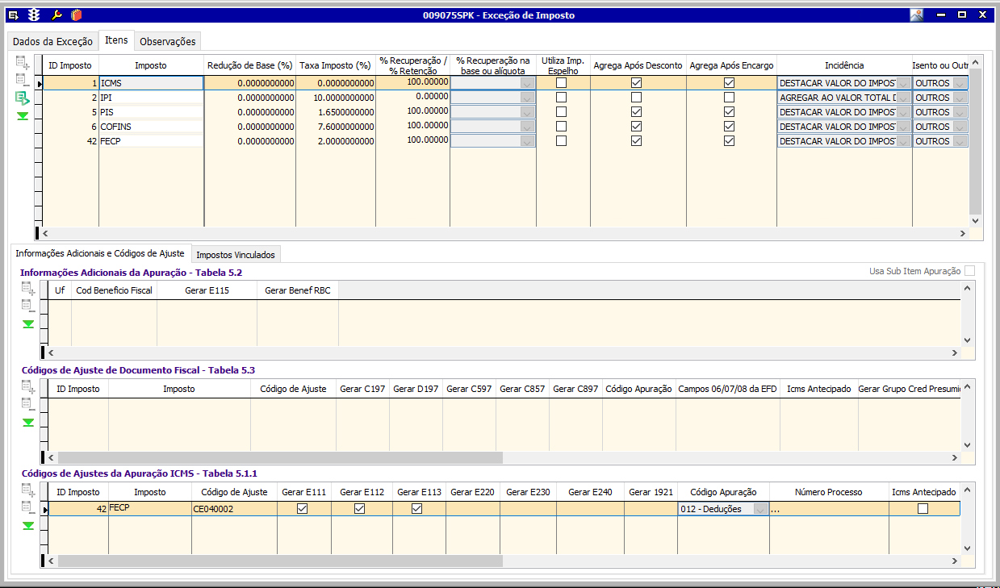 009075SPK - Exceção de Imposto
Dados da Exceção Itens Observações
ID Imposto Imposto Redução de Base (%) Taxa Imposto (%) % Recuperação / % Retenção % Recuperação na base ou alíquota Utiliza Imp. Espelho Agrega Após Desconto Agrega Após Encargo Incidência Isento ou Outr
1 ICMS 0.0000000000 0.0000000000 100.00000 DESTACAR VALOR DO IMPOST OUTROS
2 IPI 0.0000000000 10.0000000000 0.00000 AGREGAR AO VALOR TOTAL D OUTROS
5 PIS 0.0000000000 1.6500000000 100.00000 DESTACAR VALOR DO IMPOST OUTROS
6 COFINS 0.0000000000 7.6000000000 100.00000 DESTACAR VALOR DO IMPOST OUTROS
42 FECP 0.0000000000 2.0000000000 100.00000 DESTACAR VALOR DO IMPOST OUTROS
Informações Adicionais e Códigos de Ajuste Impostos Vinculados
Informações Adicionais da Apuração - Tabela 5.2 Usa Sub Item Apuração
Uf Cod Beneficio Fiscal Gerar E115 Gerar Benef RBC
Códigos de Ajuste de Documento Fiscal - Tabela 5.3
ID Imposto Imposto Código de Ajuste Gerar C197 Gerar D197 Gerar C597 Gerar C857 Gerar C897 Código Apuração Campos 06/07/08 da EFD Icms Antecipado Gerar Grupo Cred Presumi
Códigos de Ajustes da Apuração ICMS - Tabela 5.1.1
ID Imposto Imposto Código de Ajuste Gerar E111 Gerar E112 Gerar E113 Gerar E220 Gerar E230 Gerar E240 Gerar 1921 Código Apuração Número Processo Icms Antecipado
42 FECP CE040002 012 - Deduções ...